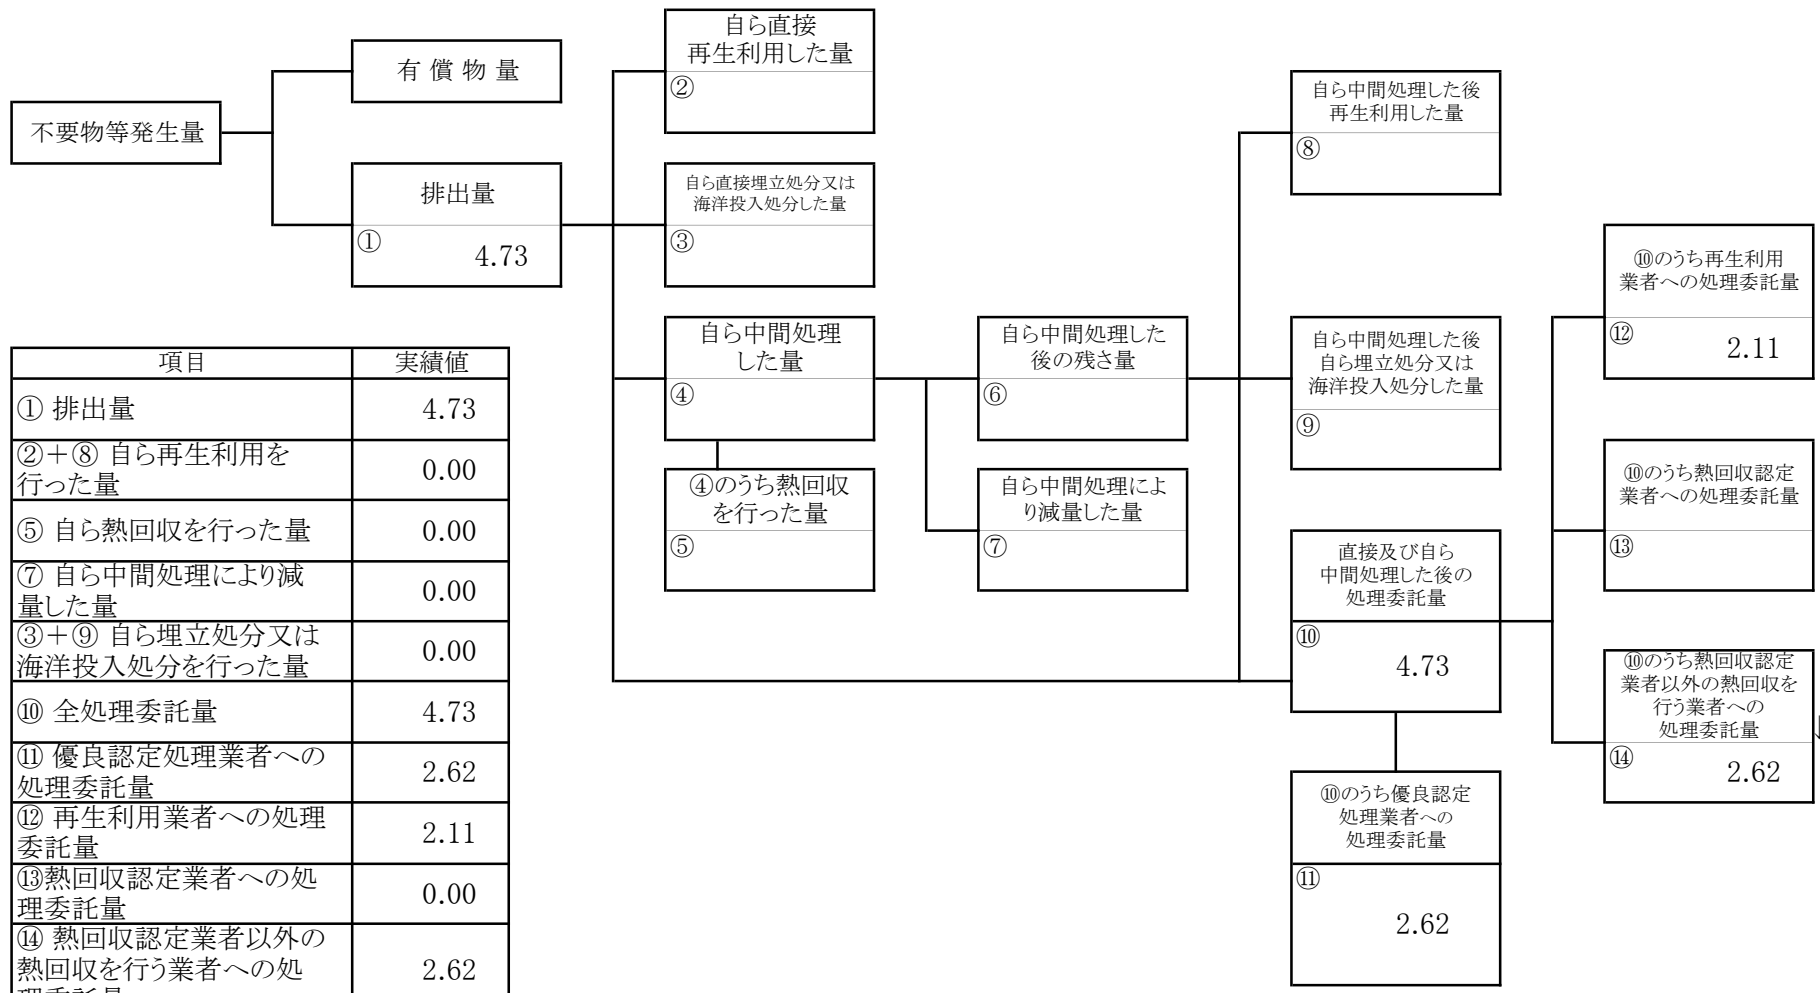 不要物等発生量
有償物量
排出量
①
4.73
自ら直接
再生利用した量
②
自ら直接埋立処分又は
海洋投入処分した量
③
自ら中間処理
した量
④
④のうち熱回収
を行った量
⑤
自ら中間処理した
後の残さ量
⑥
自ら中間処理によ
り減量した量
⑦
自ら中間処理した後
再生利用した量
⑧
自ら中間処理した後
自ら埋立処分又は
海洋投入処分した量
⑨
直接及び自ら
中間処理した後の
処理委託量
⑩
4.73
⑩のうち優良認定
処理業者への
処理委託量
⑪
2.62
⑩のうち再生利用
業者への処理委託量
⑫
2.11
⑩のうち熱回収認定
業者への処理委託量
⑬
⑩のうち熱回収認定
業者以外の熱回収を
行う業者への
処理委託量
⑭
2.62
項目 実績値
① 排出量 4.73
②+⑧ 自ら再生利用を
行った量 0.00
⑤ 自ら熱回収を行った量 0.00
⑦ 自ら中間処理により減
量した量 0.00
③+⑨ 自ら埋立処分又は
海洋投入処分を行った量 0.00
⑩ 全処理委託量 4.73
⑪ 優良認定処理業者への
処理委託量 2.62
⑫ 再生利用業者への処理
委託量 2.11
⑬熱回収認定業者への処
理委託量 0.00
⑭ 熱回収認定業者以外の
熱回収を行う業者への処 2.62